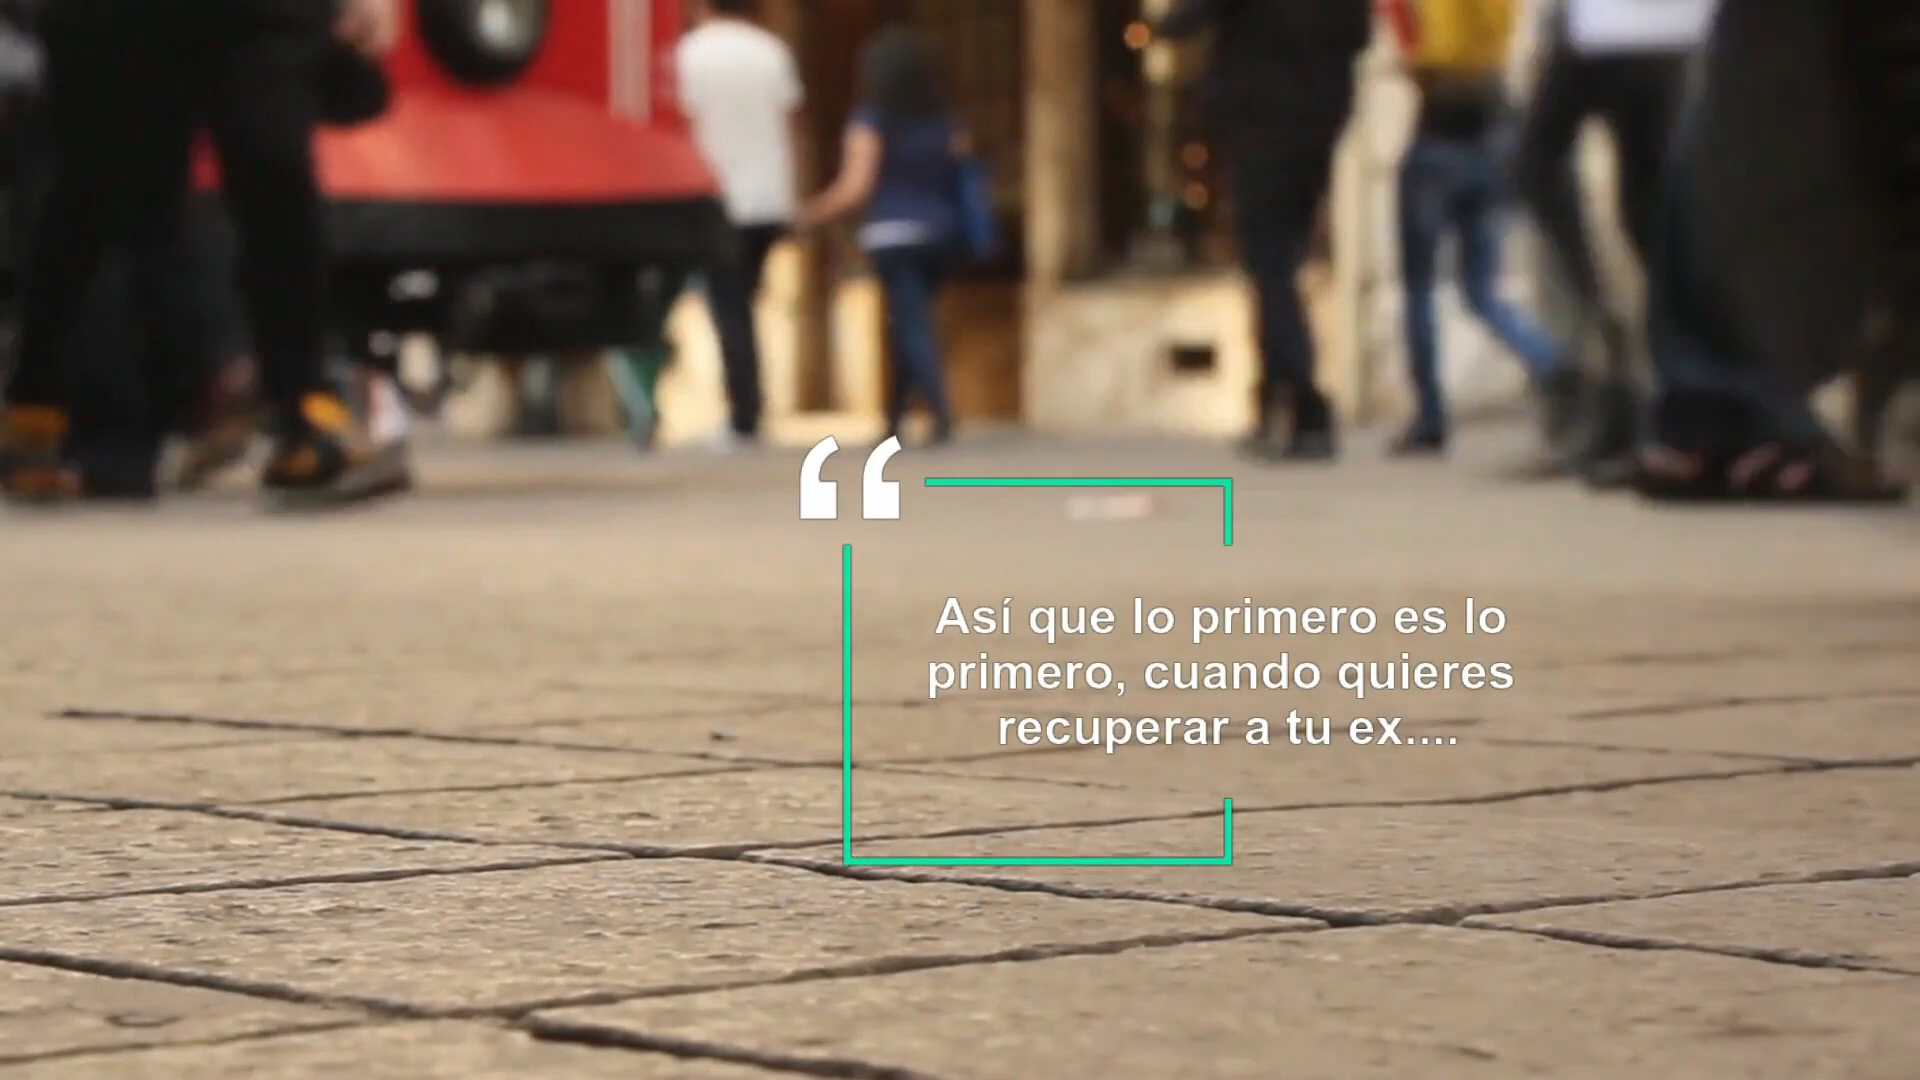 “
Así que lo primero es lo
primero, cuando quieres
recuperar a tu ex....